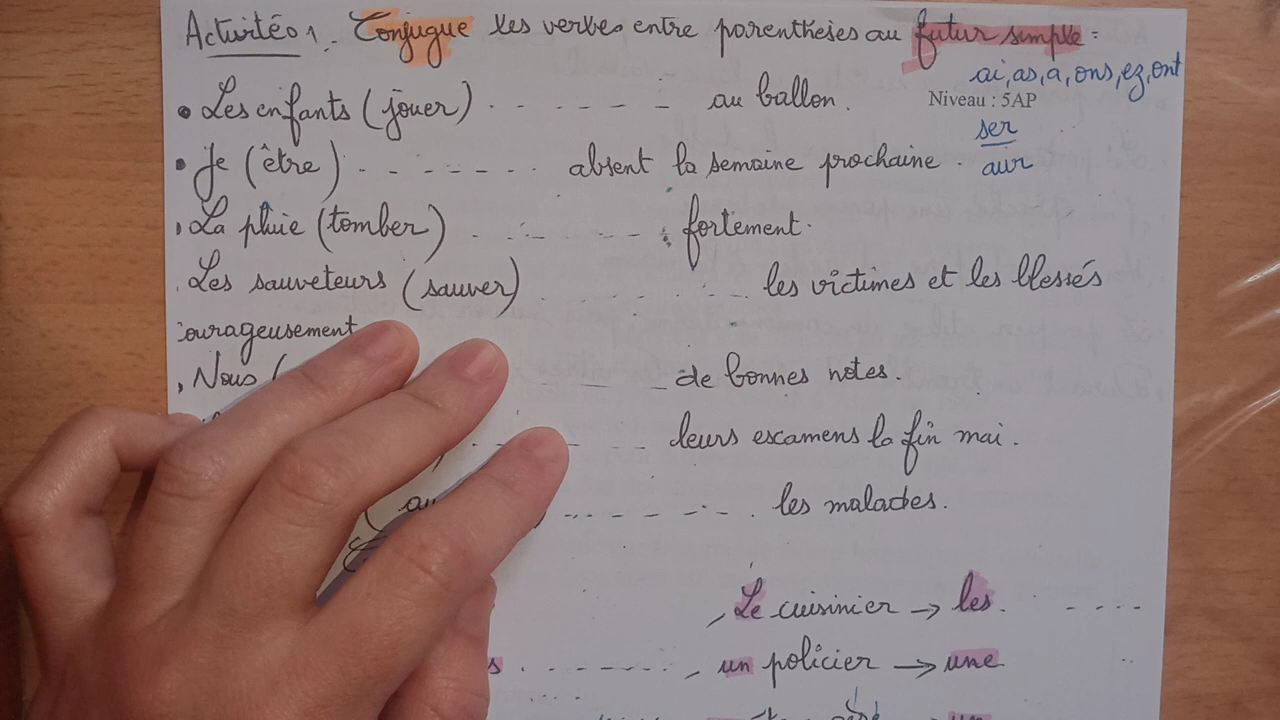 Activité 1. Conjugue les verbes entre parenthèses au futur simple :
ai, as, a, ons, ez, ont
• Les enfants (jouer) . . - - - - au ballon.
Niveau : 5AP
ser
• Je (être) . - - - - - - absent la semaine prochaine .
aur
. La pluie (tomber) . . - - - - . fortement.
. Les sauveteurs (sauver) . . . . - - . les victimes et les blessés
courageusement
. Nous ( _ _ de bonnes notes.
. - - - leurs examens la fin mai.
( au ) . . - - - - . les malades.
, Le cuisinier → les. - - - -
s . - - - - - - , un policier → une
un